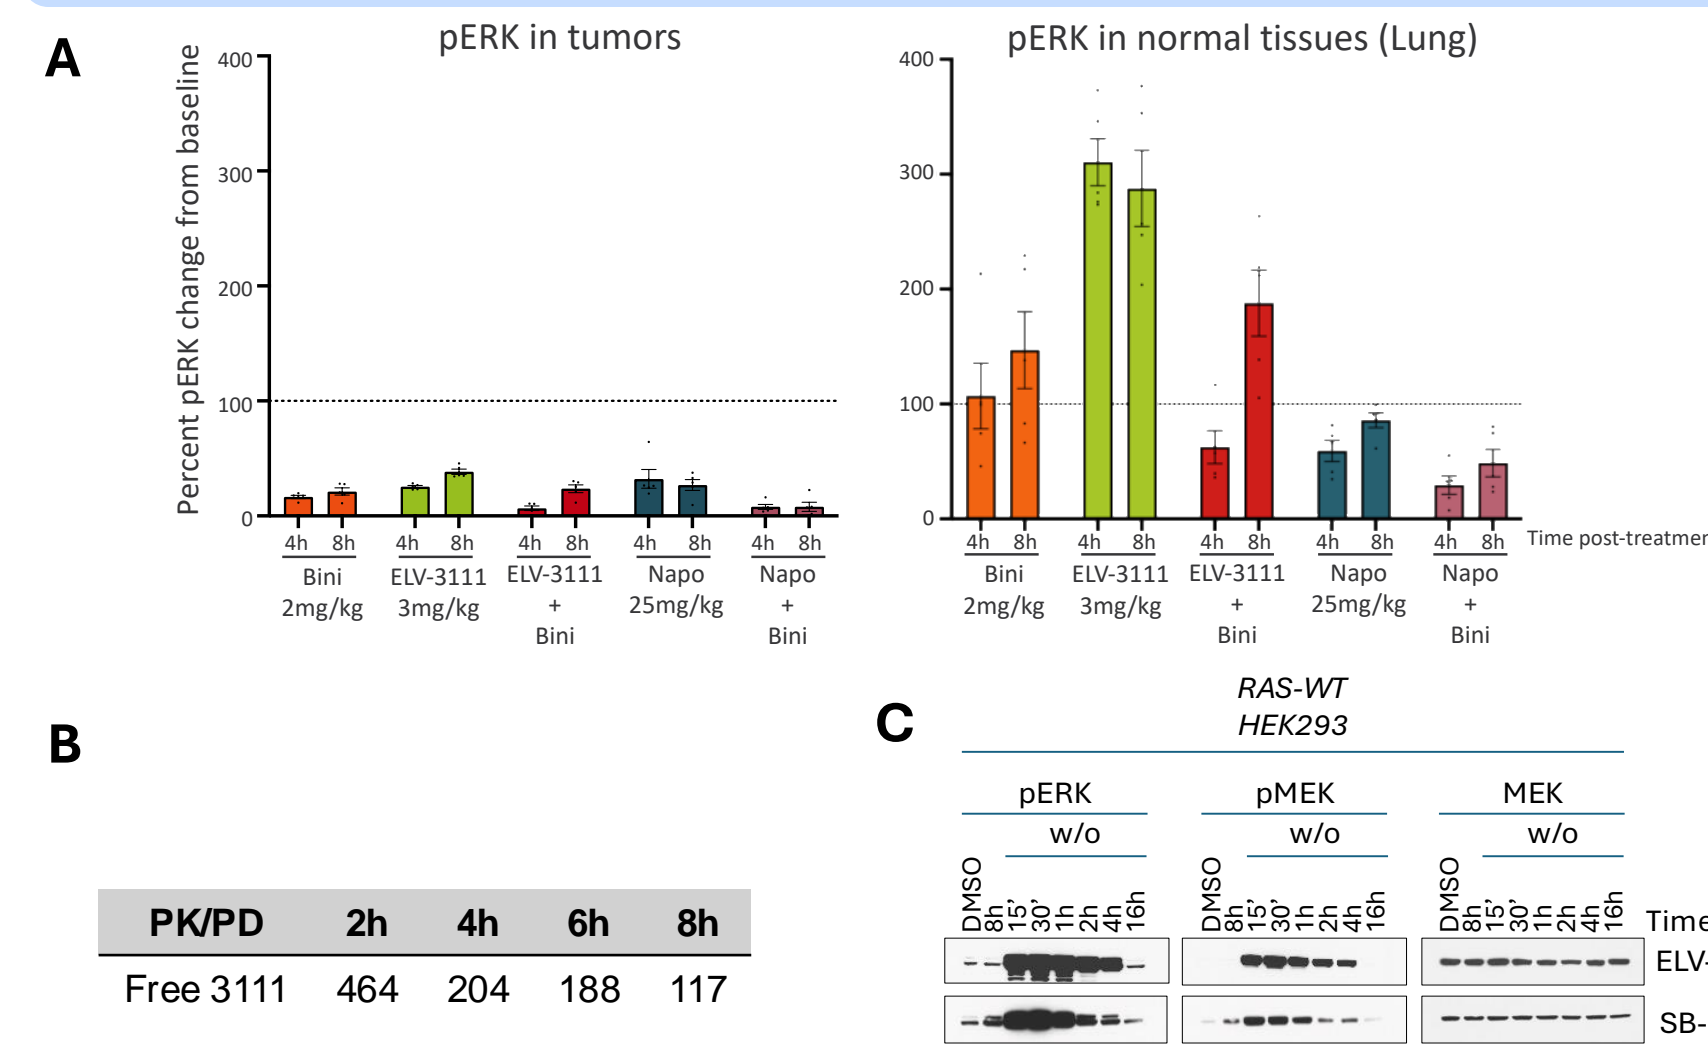 A
pERK in tumors
Percent pERK change from baseline
400
300
200
100
0
4h 8h 4h 8h 4h 8h 4h 8h 4h 8h
Bini ELV-3111 ELV-3111 Napo Napo
2mg/kg 3mg/kg + 25mg/kg +
Bini Bini
pERK in normal tissues (Lung)
400
300
200
100
0
4h 8h 4h 8h 4h 8h 4h 8h 4h 8h Time post-treatmen
Bini ELV-3111 ELV-3111 Napo Napo
2mg/kg 3mg/kg + 25mg/kg +
Bini Bini
B
PK/PD 2h 4h 6h 8h
Free 3111 464 204 188 117
C
RAS-WT
HEK293
pERK pMEK MEK
w/o w/o w/o
DMSO 8h 15’ 30’ 1h 2h 4h 16h DMSO 8h 15’ 30’ 1h 2h 4h 16h DMSO 8h 15’ 30’ 1h 2h 4h 16h Time
ELV-
SB-